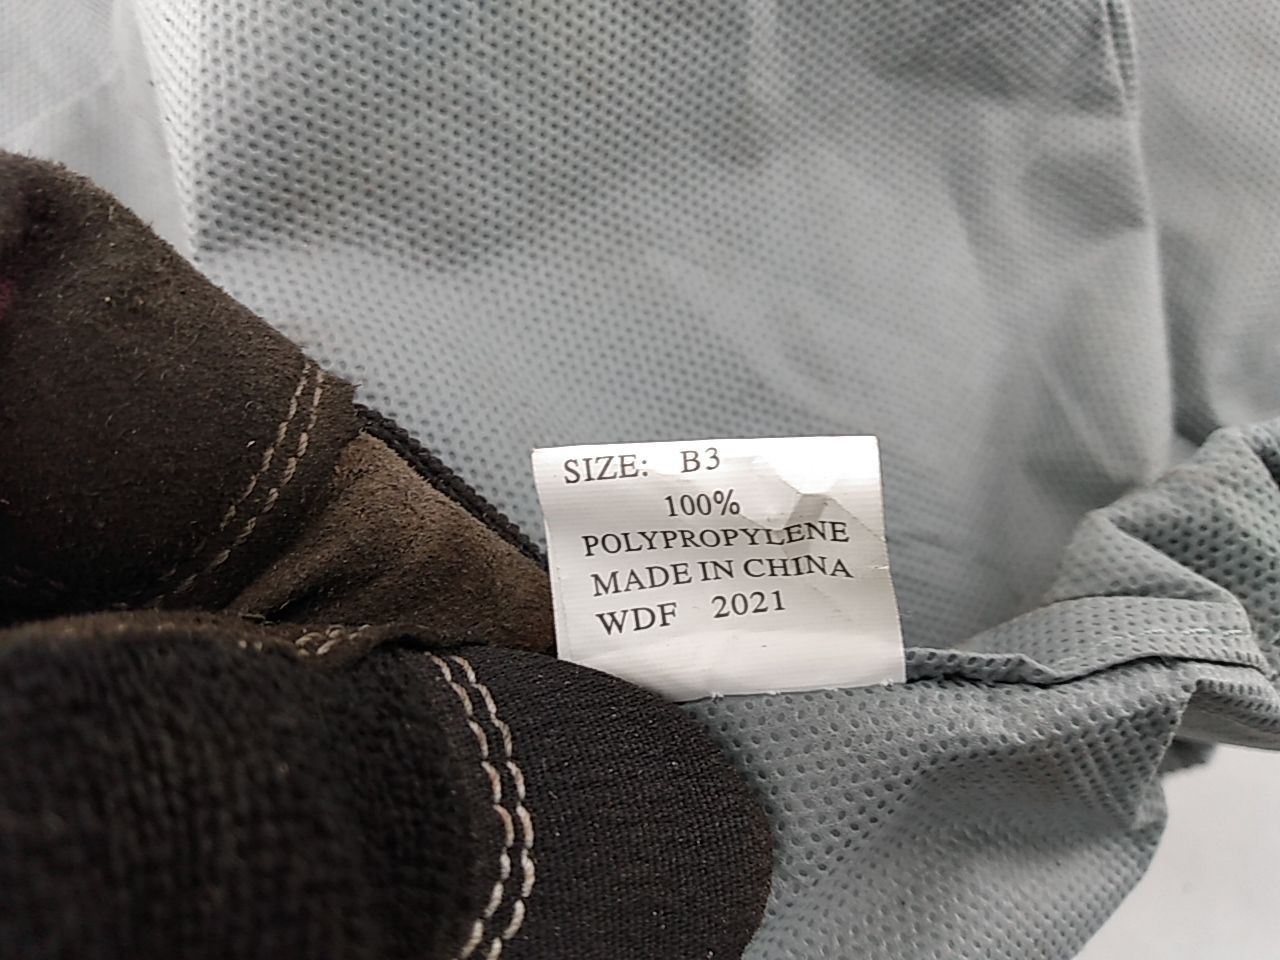 SIZE: B3
100%
POLYPROPYLENE
MADE IN CHINA
WDF 2021